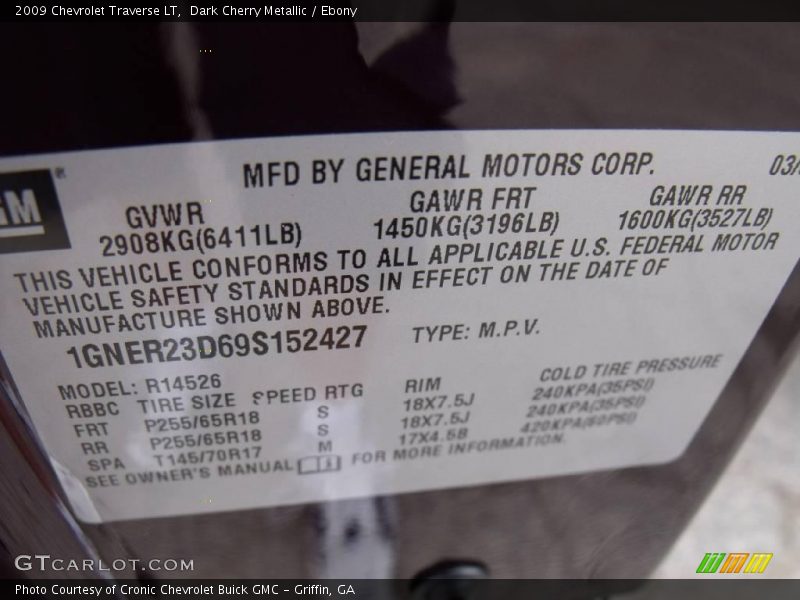 2009 Chevrolet Traverse LT, Dark Cherry Metallic / Ebony
MFD BY GENERAL MOTORS CORP. 03/
GM
GVWR GAWR FRT GAWR RR
2908KG(6411LB) 1450KG(3196LB) 1600KG(3527LB)
THIS VEHICLE CONFORMS TO ALL APPLICABLE U.S. FEDERAL MOTOR
VEHICLE SAFETY STANDARDS IN EFFECT ON THE DATE OF
MANUFACTURE SHOWN ABOVE.
1GNER23D69S152427 TYPE: M.P.V.
MODEL: R14526
RBBC TIRE SIZE SPEED RTG RIM COLD TIRE PRESSURE
FRT P255/65R18 S 18X7.5J 240KPA(35PSI)
RR P255/65R18 S 18X7.5J 240KPA(35PSI)
SPA T145/70R17 M 17X4.5B 420KPA(60PSI)
SEE OWNER'S MANUAL FOR MORE INFORMATION.
GTCARLOT.COM
Photo Courtesy of Cronic Chevrolet Buick GMC - Griffin, GA